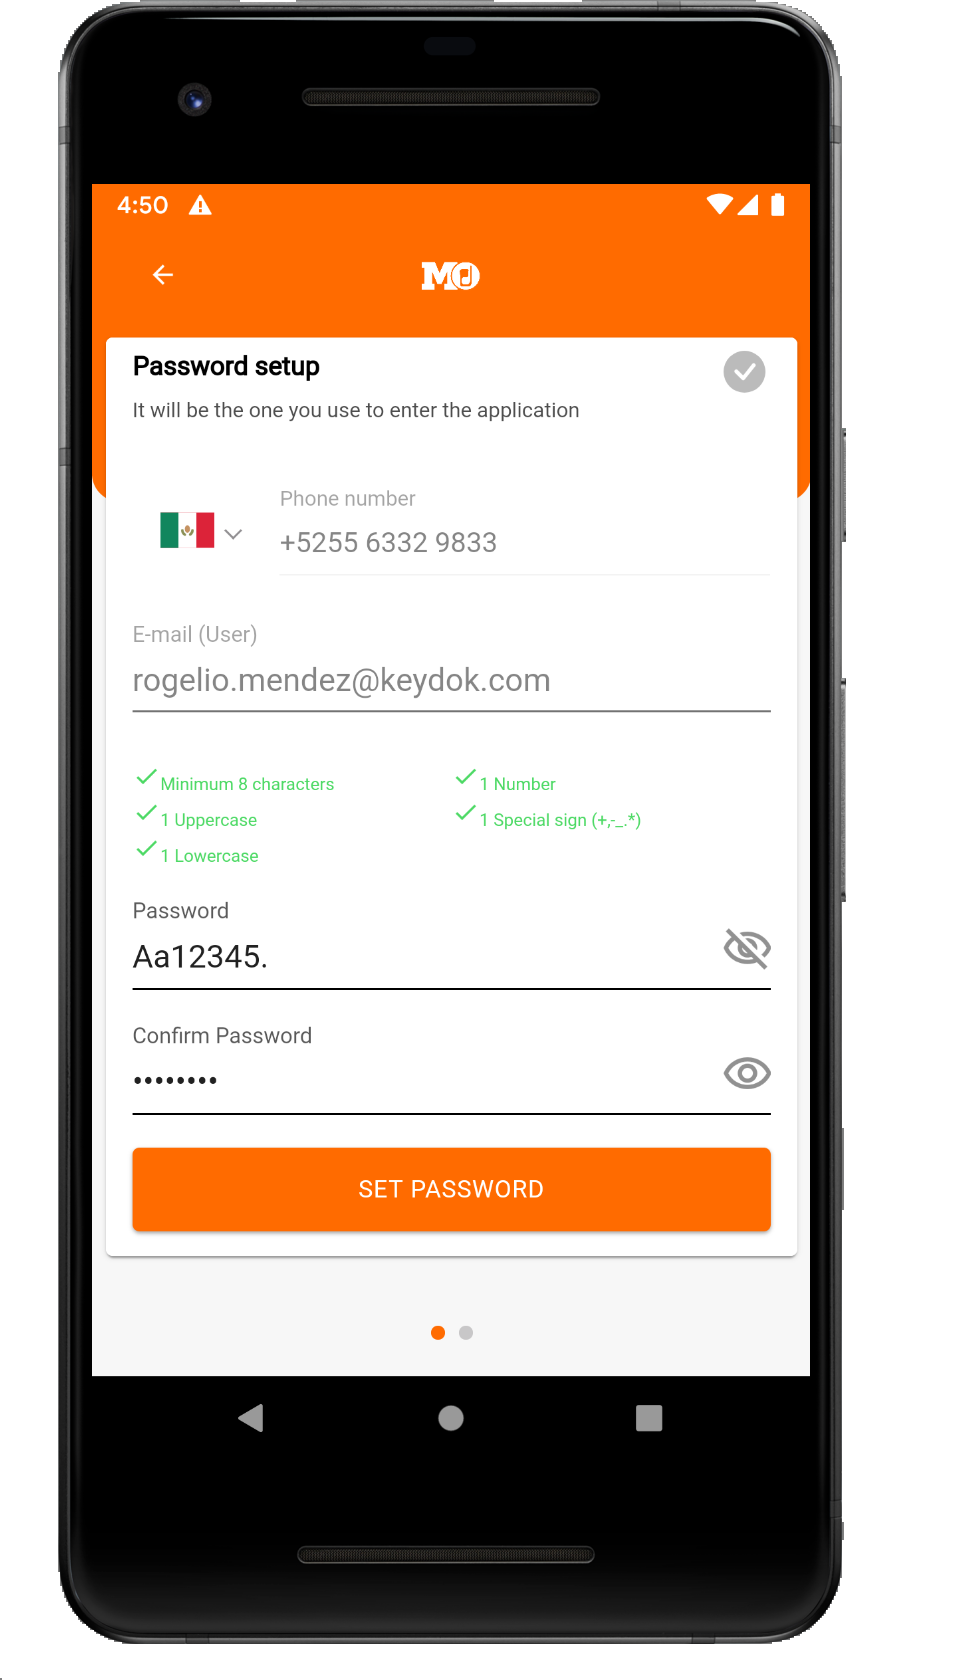 4:50
MO
Password setup
It will be the one you use to enter the application
Phone number
+5255 6332 9833
E-mail (User)
rogelio.mendez@keydok.com
Minimum 8 characters
1 Number
1 Uppercase
1 Special sign (+,-_.*)
1 Lowercase
Password
Aa12345.
Confirm Password
••••••••
SET PASSWORD